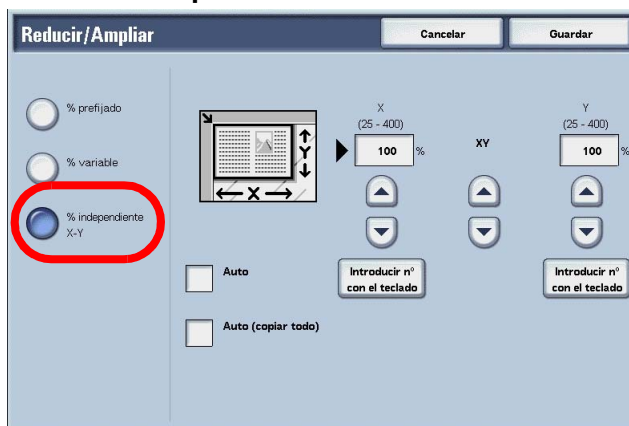 Reducir/Ampliar
Cancelar
Guardar
% prefijado
% variable
% independiente
X-Y
X
Y
X
(25 - 400)
100 %
Introducir nº
con el teclado
XY
Y
(25 - 400)
100 %
Introducir nº
con el teclado
Auto
Auto (copiar todo)